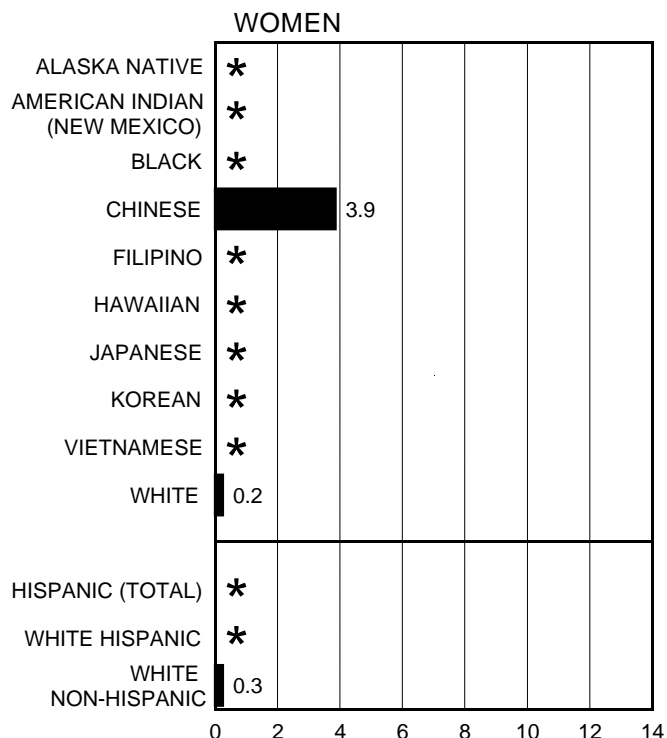 WOMEN
ALASKA NATIVE *
AMERICAN INDIAN
(NEW MEXICO) *
BLACK *
CHINESE 3.9
FILIPINO *
HAWAIIAN *
JAPANESE *
KOREAN *
VIETNAMESE *
WHITE 0.2
HISPANIC (TOTAL) *
WHITE HISPANIC *
WHITE
NON-HISPANIC 0.3
0 2 4 6 8 10 12 14